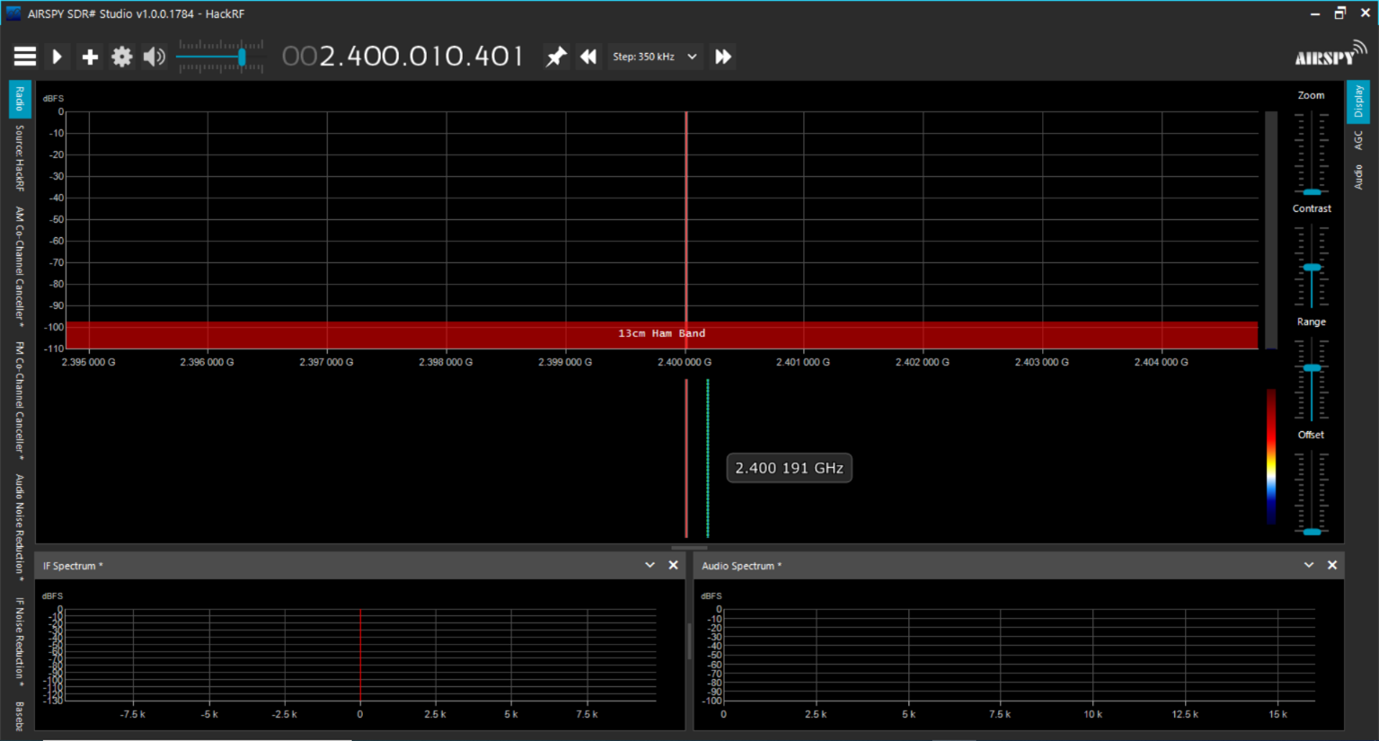 AIRSPY SDR# Studio v1.0.0.1784 - HackRF
002.400.010.401
Step: 350 kHz
AIRSPY
Radio
Source: HackRF
AM Co-Channel Canceller *
FM Co-Channel Canceller *
Audio Noise Reduction *
IF Noise Reduction *
Baseba
dBFS
0
-10
-20
-30
-40
-50
-60
-70
-80
-90
-100
-110
13cm Ham Band
2.395 000 G 2.396 000 G 2.397 000 G 2.398 000 G 2.399 000 G 2.400 000 G 2.401 000 G 2.402 000 G 2.403 000 G 2.404 000 G
2.400 191 GHz
Zoom
Contrast
Range
Offset
Display
AGC
Audio
IF Spectrum *
dBFS
0
-10
-20
-30
-40
-50
-60
-70
-80
-90
-100
-110
-120
-130
-7.5 k -5 k -2.5 k 0 2.5 k 5 k 7.5 k
Audio Spectrum *
dBFS
0
-10
-20
-30
-40
-50
-60
-70
-80
-90
-100
0 2.5 k 5 k 7.5 k 10 k 12.5 k 15 k